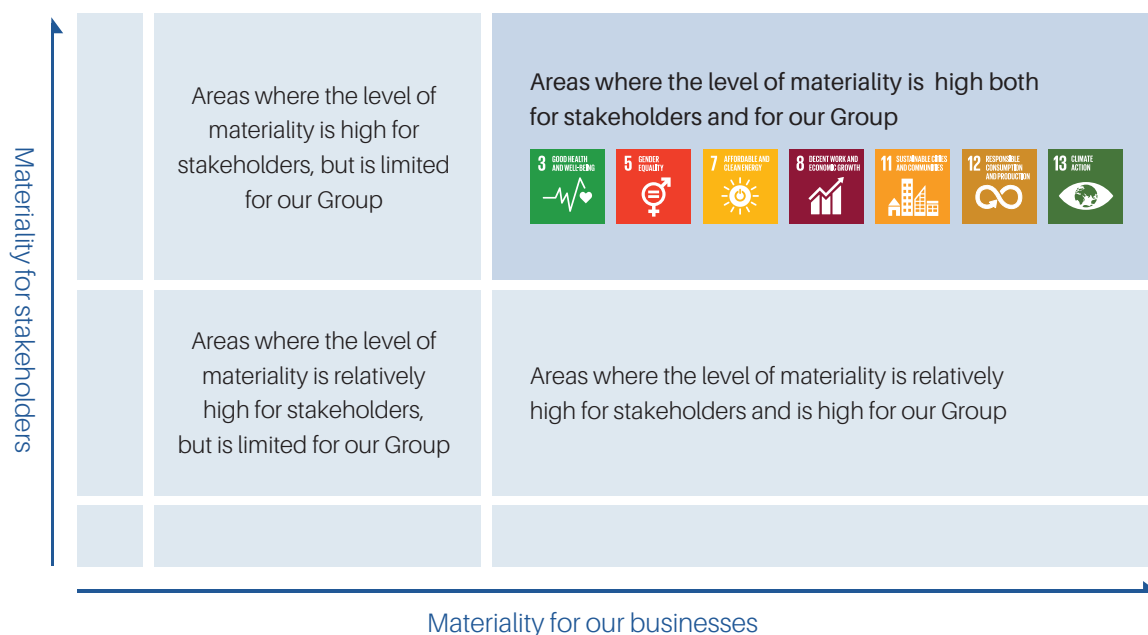 Materiality for stakeholders
Areas where the level of
materiality is high for
stakeholders, but is limited
for our Group
Areas where the level of materiality is high both
for stakeholders and for our Group
3 GOOD HEALTH
AND WELL-BEING
5 GENDER
EQUALITY
7 AFFORDABLE AND
CLEAN ENERGY
8 DECENT WORK AND
ECONOMIC GROWTH
11 SUSTAINABLE CITIES
AND COMMUNITIES
12 RESPONSIBLE
CONSUMPTION
AND PRODUCTION
13 CLIMATE
ACTION
Areas where the level of
materiality is relatively
high for stakeholders,
but is limited for our Group
Areas where the level of materiality is relatively
high for stakeholders and is high for our Group
Materiality for our businesses